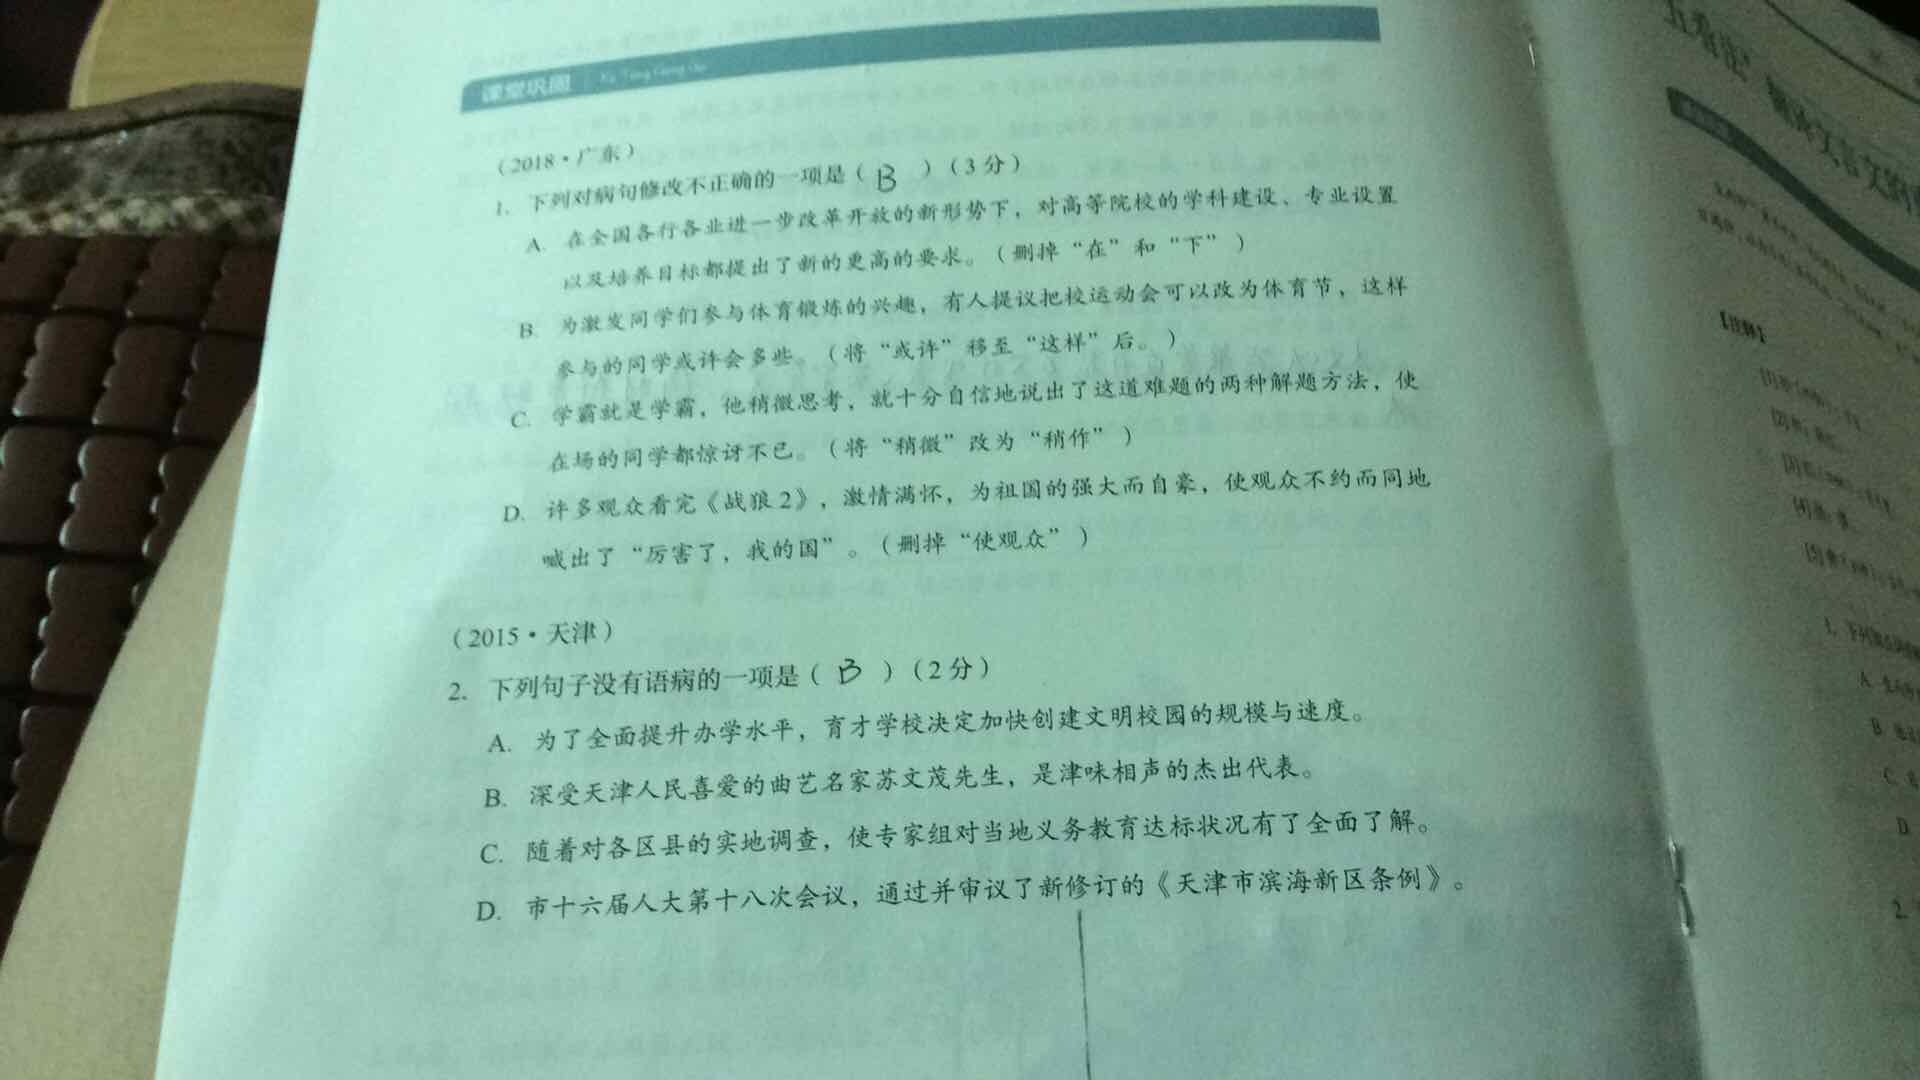 课堂巩固 Ke Tang Gong Gu
(2018·广东)
1. 下列对病句修改不正确的一项是( B )(3分)
A. 在全国各行各业进一步改革开放的新形势下，对高等院校的学科建设、专业设置
以及培养目标都提出了新的更高的要求。(删掉“在”和“下”)
B. 为激发同学们参与体育锻炼的兴趣，有人提议把校运动会可以改为体育节，这样
参与的同学或许会多些。(将“或许”移至“这样”后。)
C. 学霸就是学霸，他稍微思考，就十分自信地说出了这道难题的两种解题方法，使
在场的同学都惊讶不已。(将“稍微”改为“稍作”)
D. 许多观众看完《战狼2》，激情满怀，为祖国的强大而自豪，使观众不约而同地
喊出了“厉害了，我的国”。(删掉“使观众”)
(2015·天津)
2. 下列句子没有语病的一项是( B )(2分)
A. 为了全面提升办学水平，育才学校决定加快创建文明校园的规模与速度。
B. 深受天津人民喜爱的曲艺名家苏文茂先生，是津味相声的杰出代表。
C. 随着对各区县的实地调查，使专家组对当地义务教育达标状况有了全面了解。
D. 市十六届人大第十八次会议，通过并审议了新修订的《天津市滨海新区条例》。
【注释】
[1]
[2]
[3]
[4]
[5]
1. 下列
A
B
C
D
2.